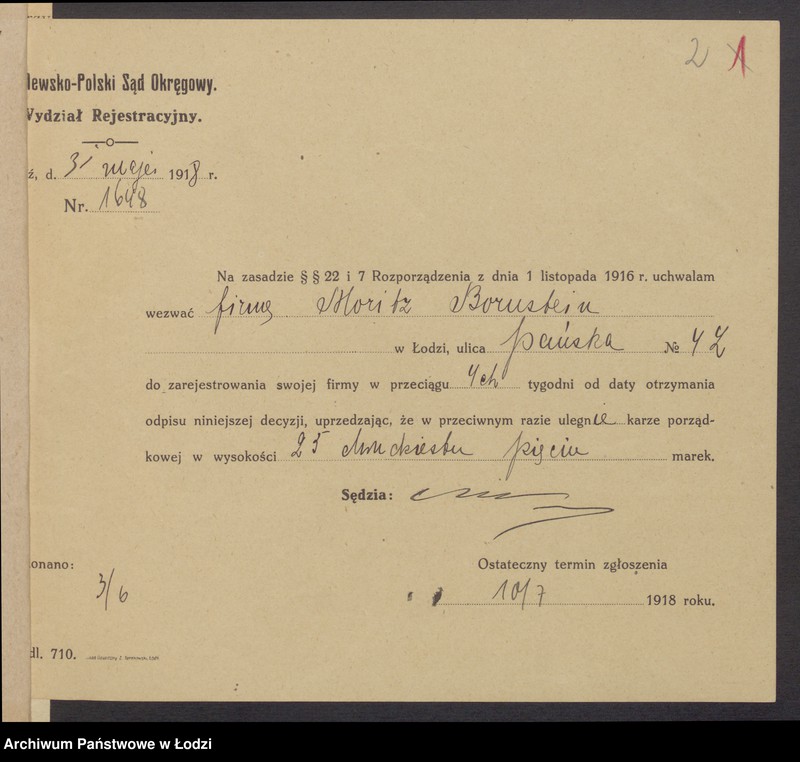 2 1
lewsko-Polski Sąd Okręgowy.
Wydział Rejestracyjny.
ź, d. 31 maja 1918 r.
Nr. 1648
Na zasadzie § § 22 i 7 Rozporządzenia z dnia 1 listopada 1916 r. uchwalam
wezwać firmę Moritz Bornstein
w Łodzi, ulica Pańska № 42
do zarejestrowania swojej firmy w przeciągu 4ch tygodni od daty otrzymania
odpisu niniejszej decyzji, uprzedzając, że w przeciwnym razie ulegnie karze porząd-
kowej w wysokości 25 dwudziestu pięciu marek.
Sędzia:
Ostateczny termin zgłoszenia
onano:
3/6
10/7 1918 roku.
dl. 710.
Archiwum Państwowe w Łodzi